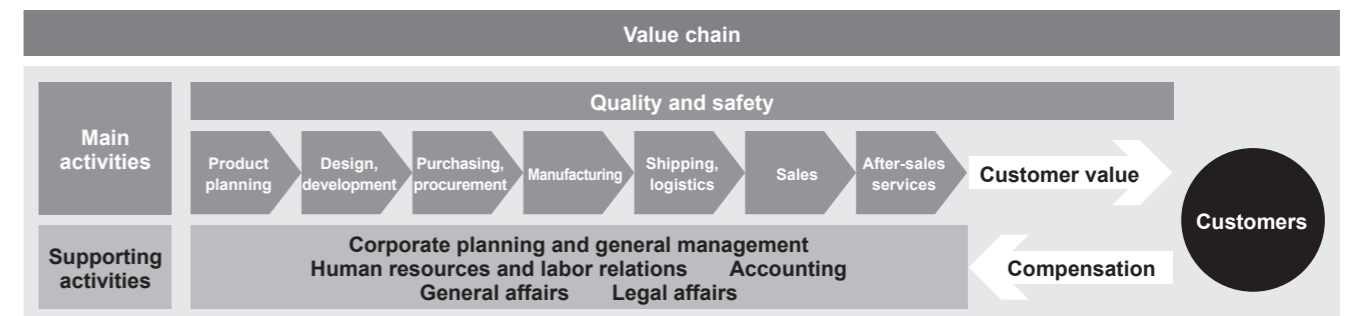 Value chain
Main
activities
Quality and safety
Product
planning
Design,
development
Purchasing,
procurement
Manufacturing
Shipping,
logistics
Sales
After-sales
services
Customer value
Customers
Supporting
activities
Corporate planning and general management
Human resources and labor relations Accounting
General affairs Legal affairs
Compensation